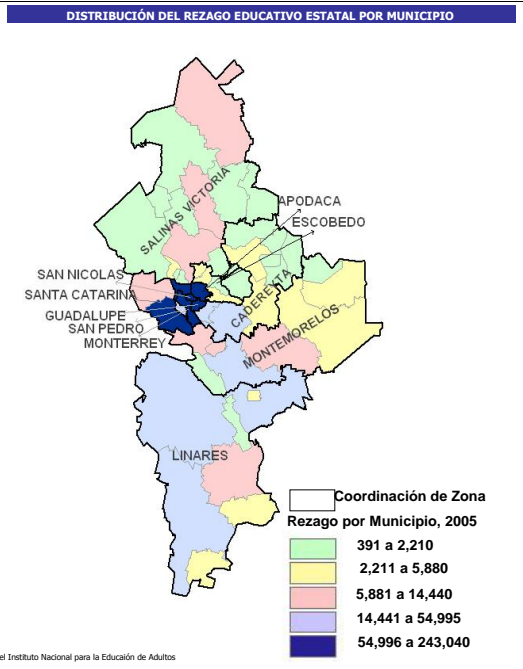 DISTRIBUCIÓN DEL REZAGO EDUCATIVO ESTATAL POR MUNICIPIO
APODACA
ESCOBEDO
SALINAS VICTORIA
SAN NICOLAS
SANTA CATARINA
GUADALUPE
SAN PEDRO
MONTERREY
CADEREYTA
MONTEMORELOS
LINARES
Coordinación de Zona
Rezago por Municipio, 2005
391 a 2,210
2,211 a 5,880
5,881 a 14,440
14,441 a 54,995
54,996 a 243,040
el Instituto Nacional para la Educaión de Adultos